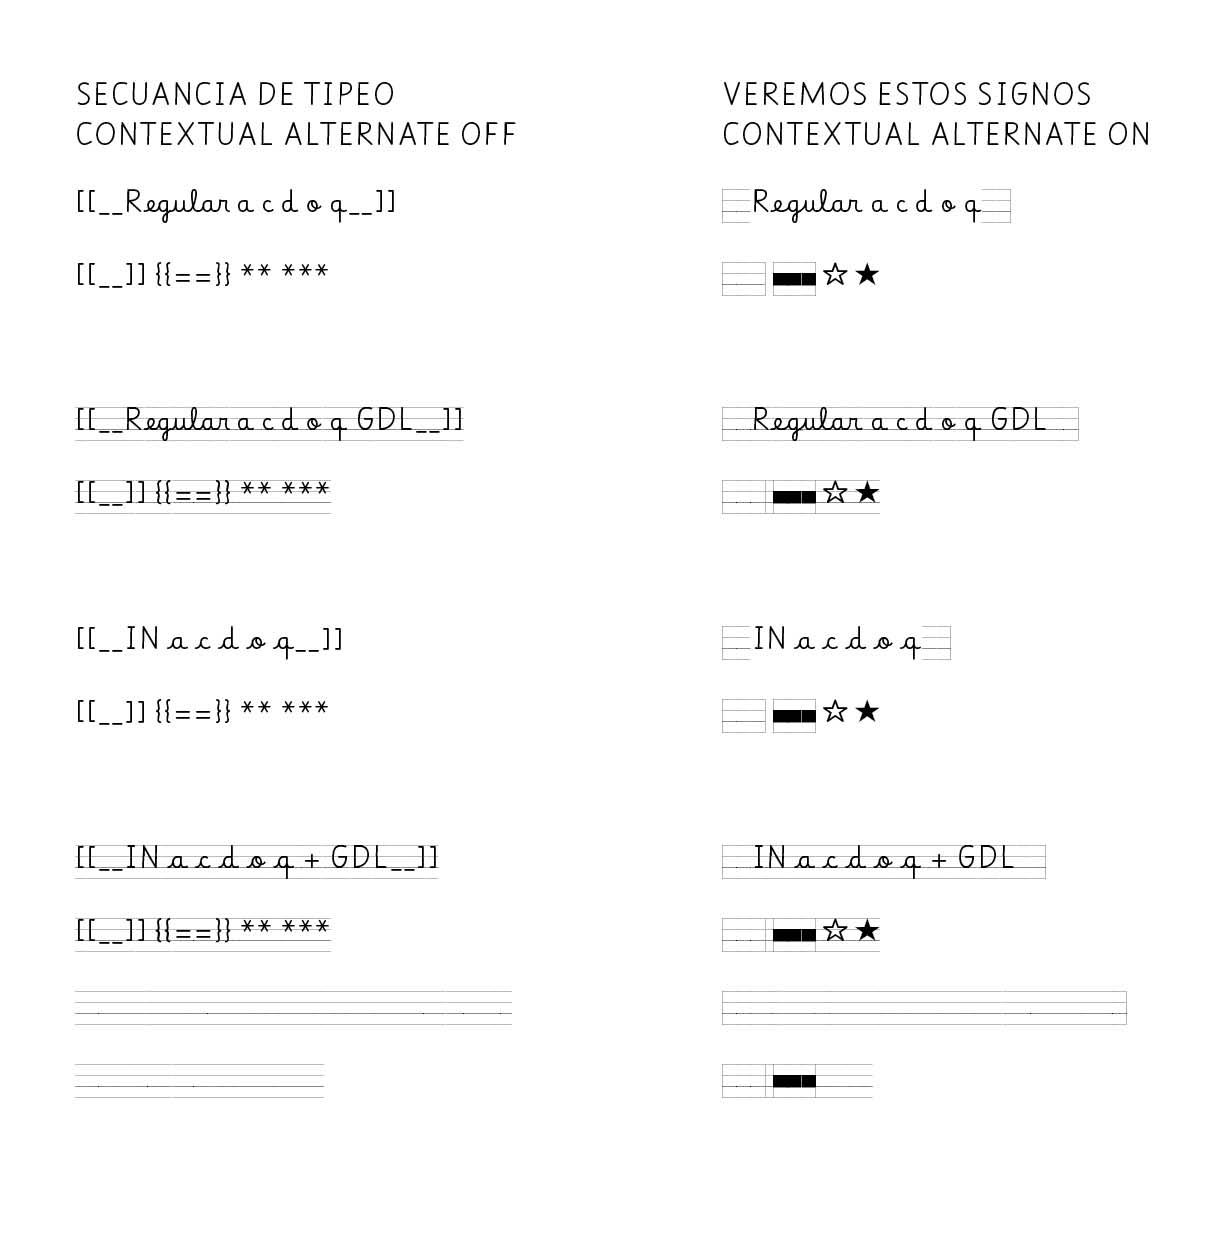 SECUANCIA DE TIPEO
CONTEXTUAL ALTERNATE OFF
[[__Regular a c d o q__]]
[[__]] {{==}} ** ***
[[__Regular a c d o q GDL__]]
[[__]] {{==}} ** ***
[[__IN a c d o q__]]
[[__]] {{==}} ** ***
[[__IN a c d o q + GDL__]]
[[__]] {{==}} ** ***
VEREMOS ESTOS SIGNOS
CONTEXTUAL ALTERNATE ON
Regular a c d o q
☆ ★
Regular a c d o q GDL
☆ ★
IN a c d o q
☆ ★
IN a c d o q + GDL
☆ ★